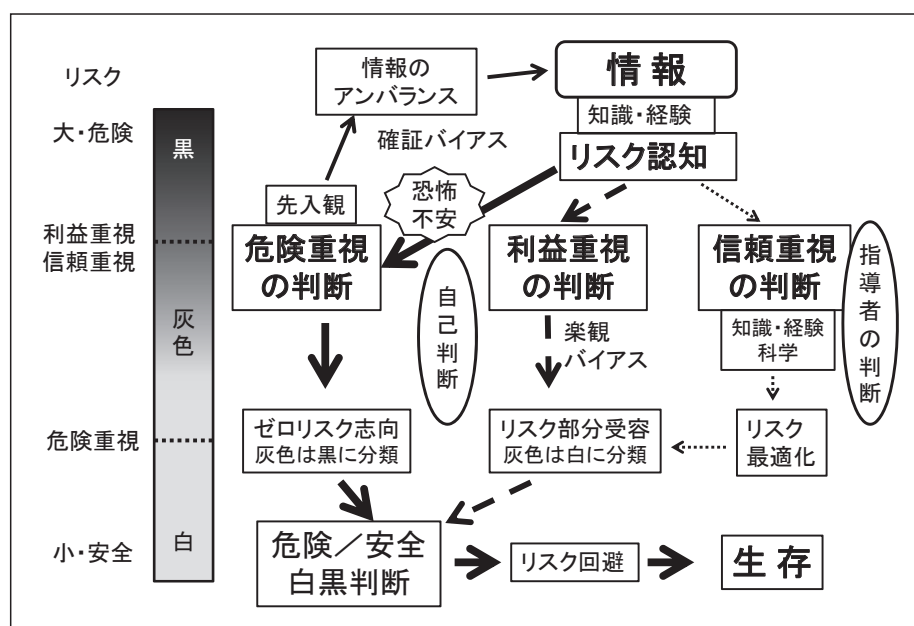 リスク
大・危険
黒
利益重視
信頼重視
灰色
危険重視
小・安全
白
情報の
アンバランス
情 報
知識・経験
リスク認知
確証バイアス
恐怖
不安
先入観
危険重視
の判断
利益重視
の判断
信頼重視
の判断
知識・経験
科学
指導者の判断
自己判断
楽観
バイアス
ゼロリスク志向
灰色は黒に分類
リスク部分受容
灰色は白に分類
リスク
最適化
危険／安全
白黒判断
リスク回避
生 存